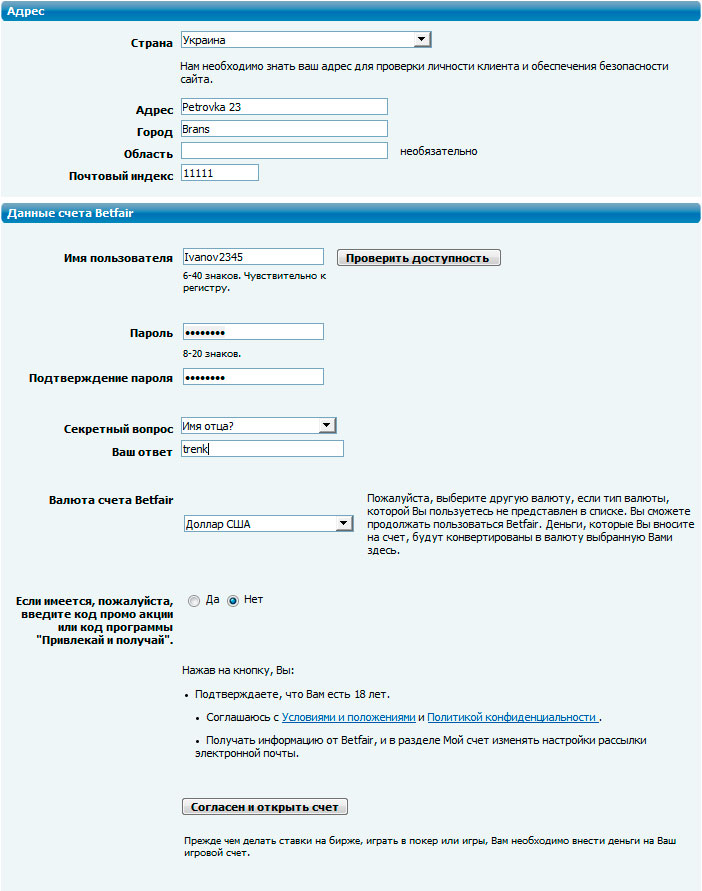 Адрес
Страна Украина
Нам необходимо знать ваш адрес для проверки личности клиента и обеспечения безопасности
сайта.
Адрес Petrovka 23
Город Brans
Область необязательно
Почтовый индекс 11111
Данные счета Betfair
Имя пользователя Ivanov2345 Проверить доступность
6-40 знаков. Чувствительно к
регистру.
Пароль ••••••••
8-20 знаков.
Подтверждение пароля ••••••••
Секретный вопрос Имя отца?
Ваш ответ trenk
Валюта счета Betfair
Доллар США
Пожалуйста, выберите другую валюту, если тип валюты,
которой Вы пользуетесь не представлен в списке. Вы сможете
продолжать пользоваться Betfair. Деньги, которые Вы вносите
на счет, будут конвертированы в валюту выбранную Вами
здесь.
Если имеется, пожалуйста,
введите код промо акции
или код программы
"Привлекай и получай".
Да Нет
Нажав на кнопку, Вы:
• Подтверждаете, что Вам есть 18 лет.
• Соглашаюсь с Условиями и положениями и Политикой конфиденциальности .
• Получать информацию от Betfair, и в разделе Мой счет изменять настройки рассылки
электронной почты.
Согласен и открыть счет
Прежде чем делать ставки на бирже, играть в покер или игры, Вам необходимо внести деньги на Ваш
игровой счет.